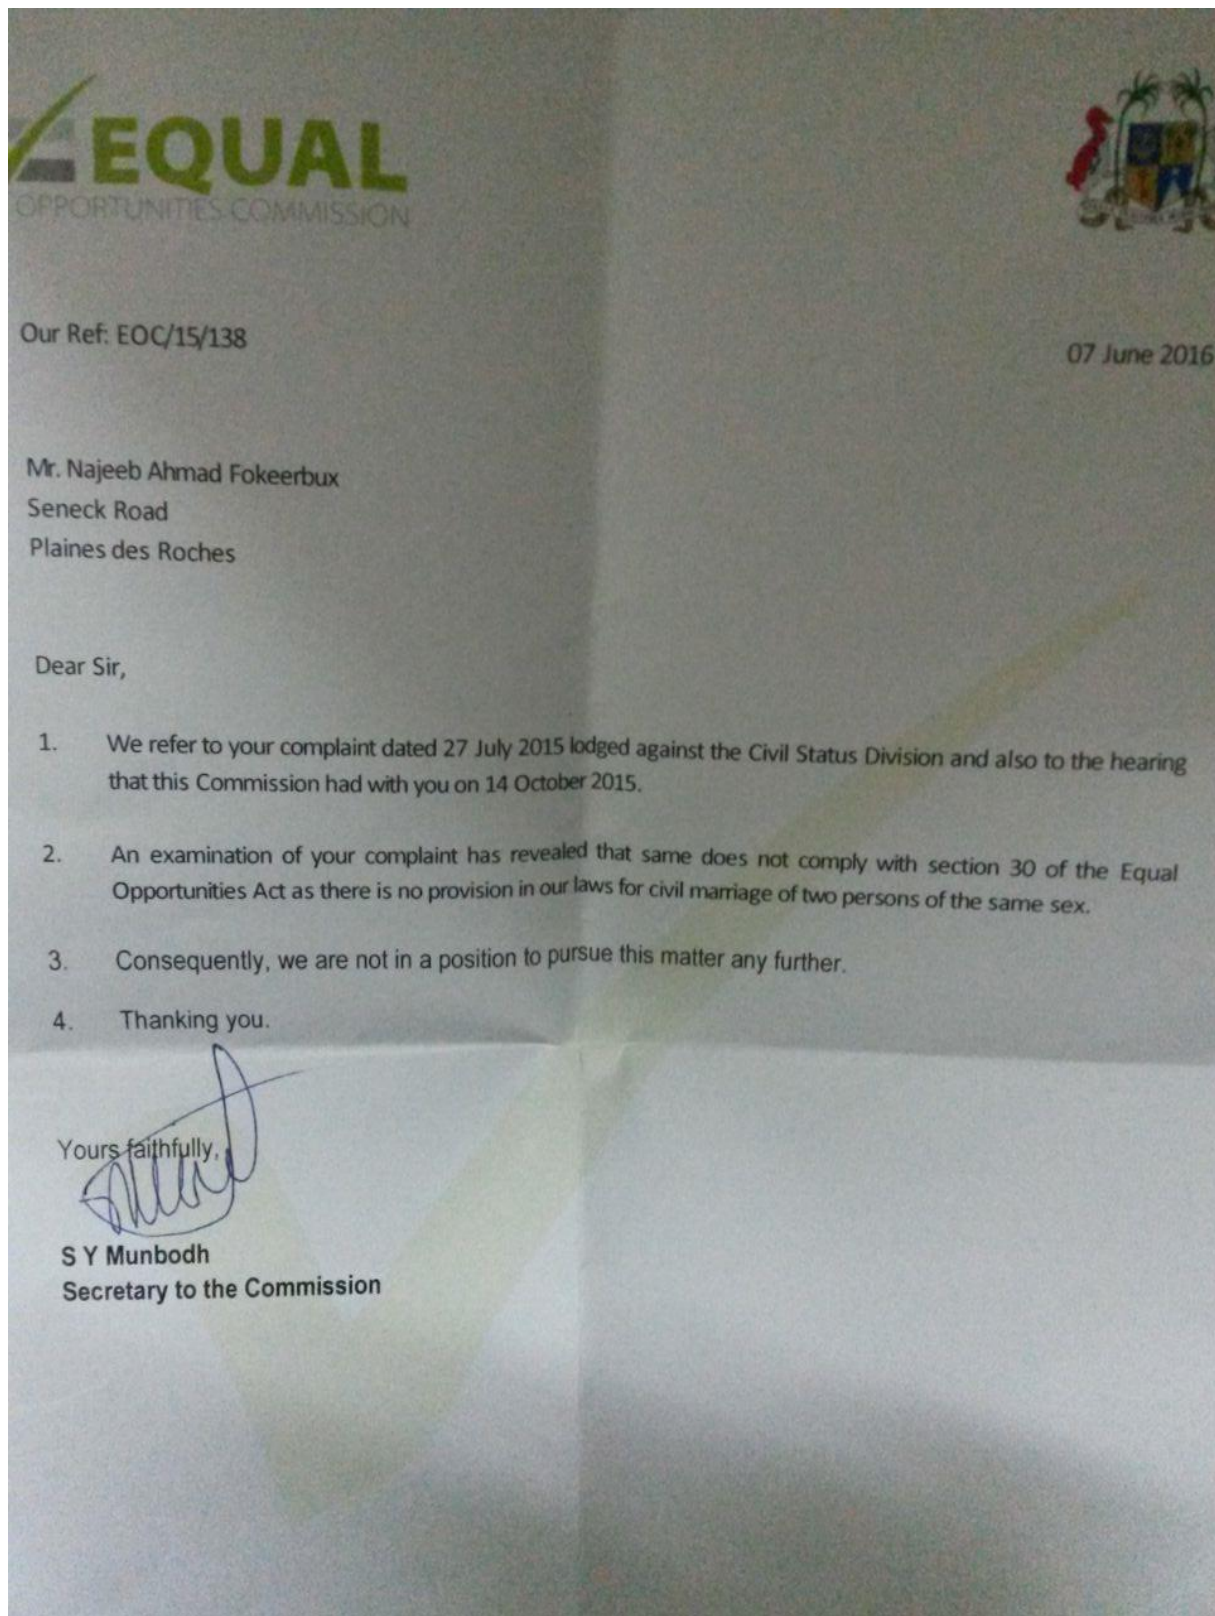 EQUAL
OPPORTUNITIES COMMISSION
Our Ref: EOC/15/138
07 June 2016
Mr. Najeeb Ahmad Fokeerbux
Seneck Road
Plaines des Roches
Dear Sir,
1. We refer to your complaint dated 27 July 2015 lodged against the Civil Status Division and also to the hearing
that this Commission had with you on 14 October 2015.
2. An examination of your complaint has revealed that same does not comply with section 30 of the Equal
Opportunities Act as there is no provision in our laws for civil marriage of two persons of the same sex.
3. Consequently, we are not in a position to pursue this matter any further.
4. Thanking you.
Yours faithfully,
S Y Munbodh
Secretary to the Commission